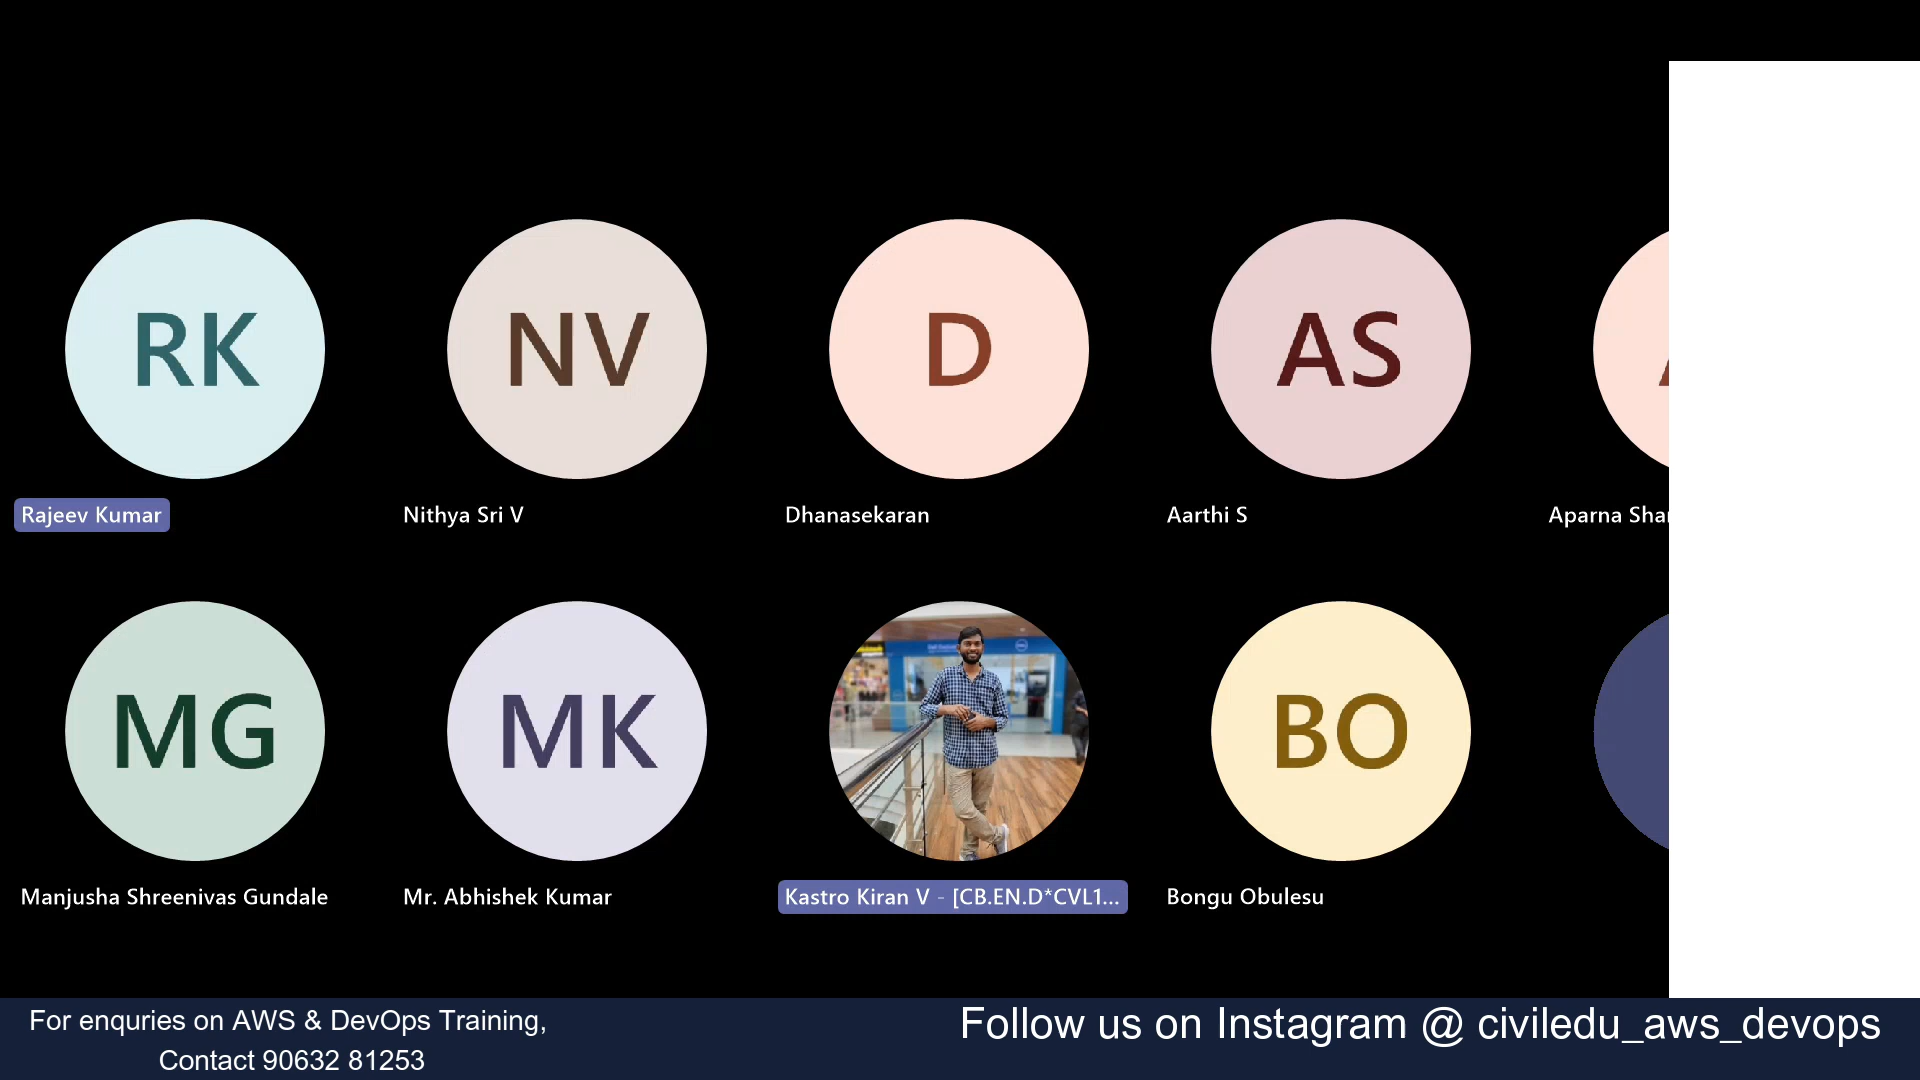 RK
NV
D
AS
Rajeev Kumar
Nithya Sri V
Dhanasekaran
Aarthi S
Aparna
MG
MK
BO
Manjusha Shreenivas Gundale
Mr. Abhishek Kumar
Kastro Kiran V - [CB.EN.D*CVL1...
Bongu Obulesu
For enquries on AWS & DevOps Training,
Contact 90632 81253
Follow us on Instagram @ civiledu_aws_devops